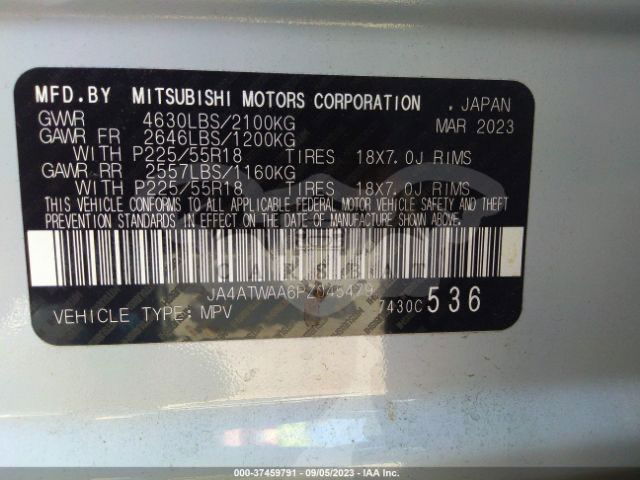 MFD.BY MITSUBISHI MOTORS CORPORATION . JAPAN
GVWR 4630LBS/2100KG MAR 2023
GAWR FR 2646LBS/1200KG
WITH P225/55R18 TIRES 18X7.0J RIMS
GAWR RR 2557LBS/1160KG
WITH P225/55R18 TIRES 18X7.0J RIMS
THIS VEHICLE CONFORMS TO ALL APPLICABLE FEDERAL MOTOR VEHICLE SAFETY AND THEFT
PREVENTION STANDARDS IN EFFECT ON THE DATE OF MANUFACTURE SHOWN ABOVE.
JA4ATWAA6PZ045479
VEHICLE TYPE: MPV 7430C 536
000-37459791 - 09/05/2023 - IAAI.COM